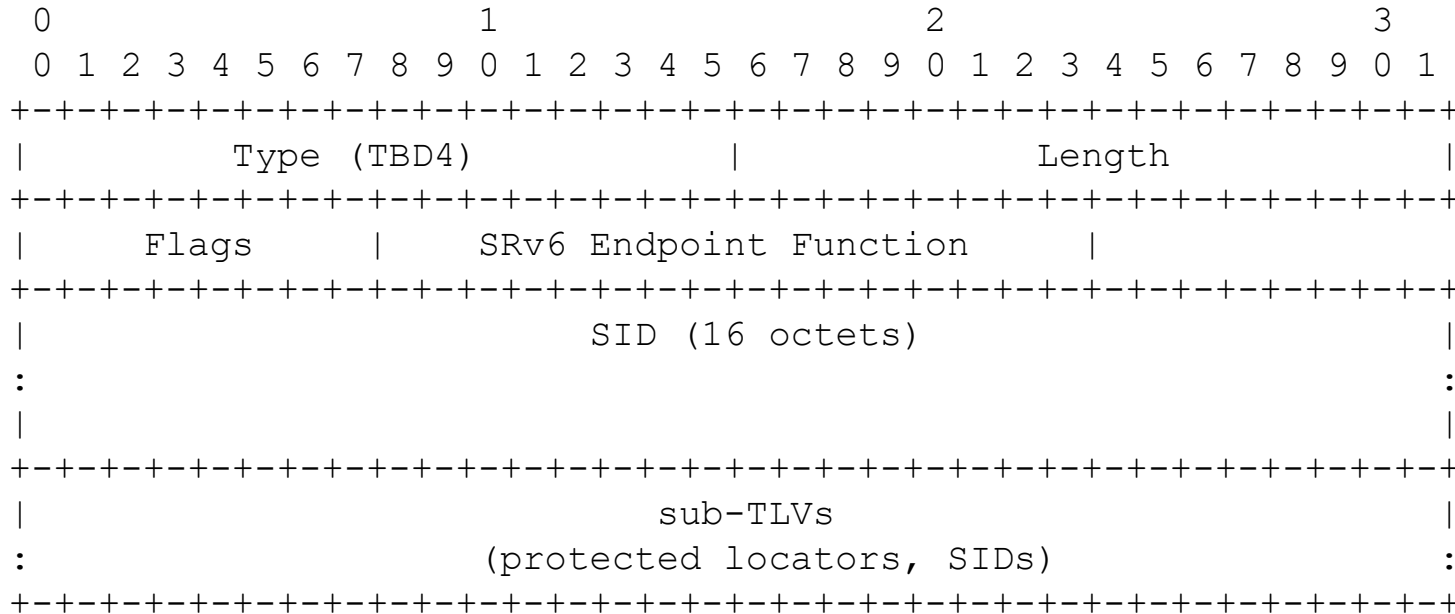 0                   1                   2                   3
 0 1 2 3 4 5 6 7 8 9 0 1 2 3 4 5 6 7 8 9 0 1 2 3 4 5 6 7 8 9 0 1
+-+-+-+-+-+-+-+-+-+-+-+-+-+-+-+-+-+-+-+-+-+-+-+-+-+-+-+-+-+-+-+-+
|         Type (TBD4)           |             Length            |
+-+-+-+-+-+-+-+-+-+-+-+-+-+-+-+-+-+-+-+-+-+-+-+-+-+-+-+-+-+-+-+-+
|     Flags     |    SRv6 Endpoint Function     |
+-+-+-+-+-+-+-+-+-+-+-+-+-+-+-+-+-+-+-+-+-+-+-+-+-+-+-+-+-+-+-+-+
|                         SID (16 octets)                       |
:                                                               :
|                                                               |
+-+-+-+-+-+-+-+-+-+-+-+-+-+-+-+-+-+-+-+-+-+-+-+-+-+-+-+-+-+-+-+-+
|                            sub-TLVs                           |
:                    (protected locators, SIDs)                 :
+-+-+-+-+-+-+-+-+-+-+-+-+-+-+-+-+-+-+-+-+-+-+-+-+-+-+-+-+-+-+-+-+